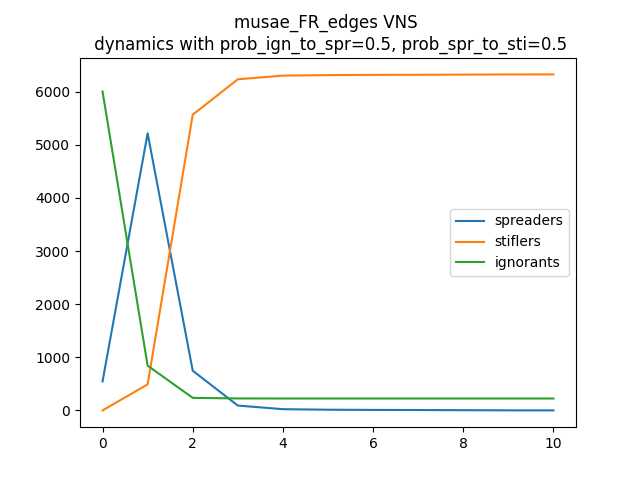 musae_FR_edges VNS
dynamics with prob_ign_to_spr=0.5, prob_spr_to_sti=0.5
6000
5000
4000
3000
2000
1000
0
spreaders
stiflers
ignorants
0 2 4 6 8 10